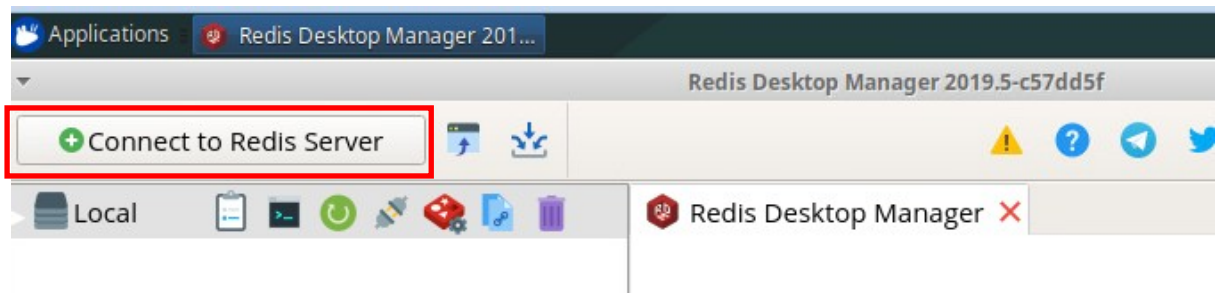 Applications Redis Desktop Manager 201...
Redis Desktop Manager 2019.5-c57dd5f
Connect to Redis Server
Local Redis Desktop Manager